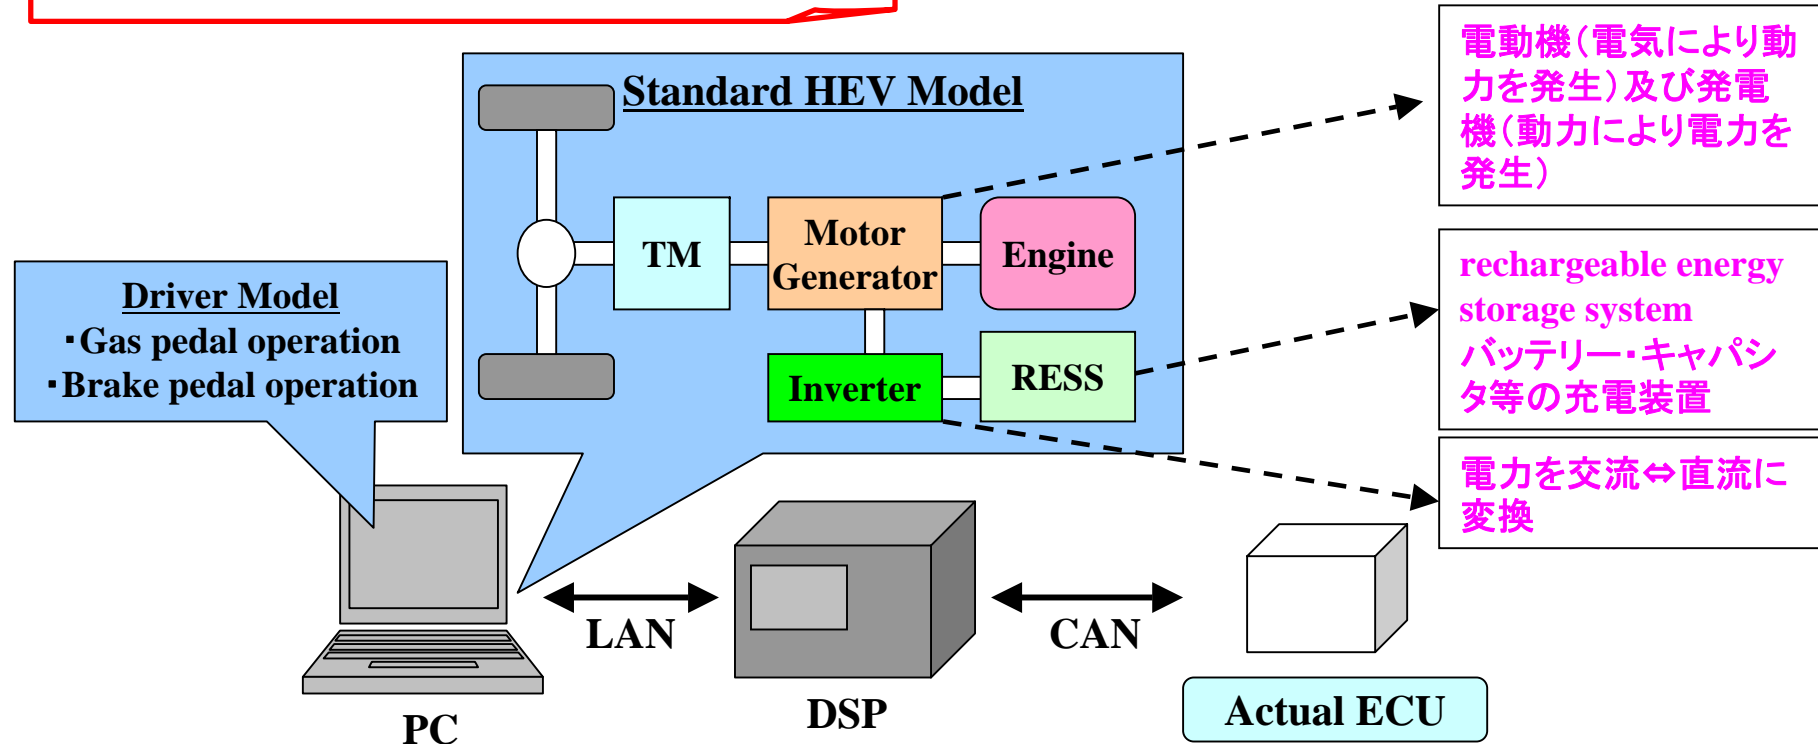 Standard HEV Model
TM
Motor
Generator
Engine
Inverter
RESS
Driver Model
・Gas pedal operation
・Brake pedal operation
電動機(電気により動
力を発生)及び発電
機(動力により電力を
発生)
rechargeable energy
storage system
バッテリー・キャパシ
タ等の充電装置
電力を交流⇔直流に
変換
LAN
CAN
PC
DSP
Actual ECU